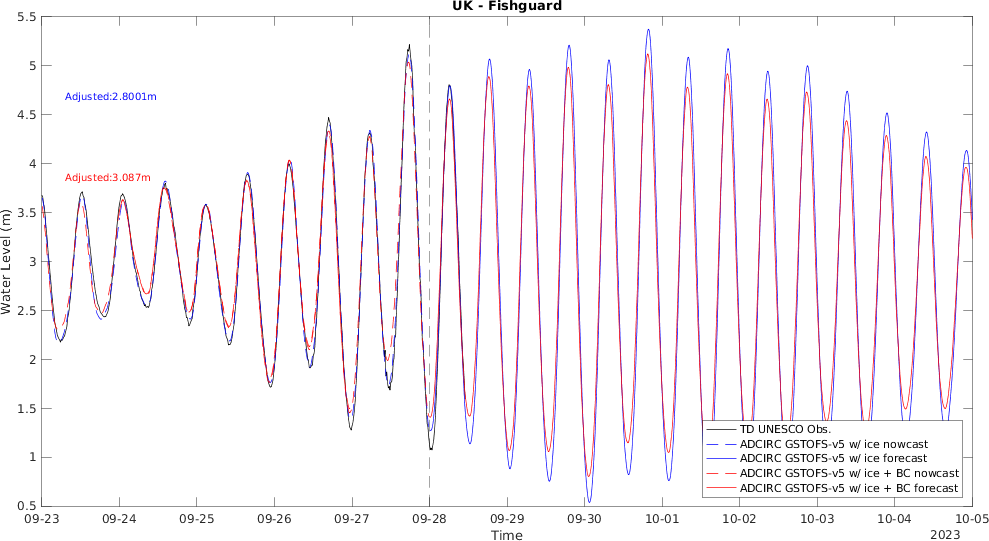 UK - Fishguard
5.5
5
4.5
4
3.5
3
2.5
2
1.5
1
0.5
Water Level (m)
Adjusted:2.8001m
Adjusted:3.087m
TD UNESCO Obs.
ADCIRC GSTOFS-v5 w/ ice nowcast
ADCIRC GSTOFS-v5 w/ ice forecast
ADCIRC GSTOFS-v5 w/ ice + BC nowcast
ADCIRC GSTOFS-v5 w/ ice + BC forecast
09-23 09-24 09-25 09-26 09-27 09-28 09-29 09-30 10-01 10-02 10-03 10-04 10-05
Time
2023